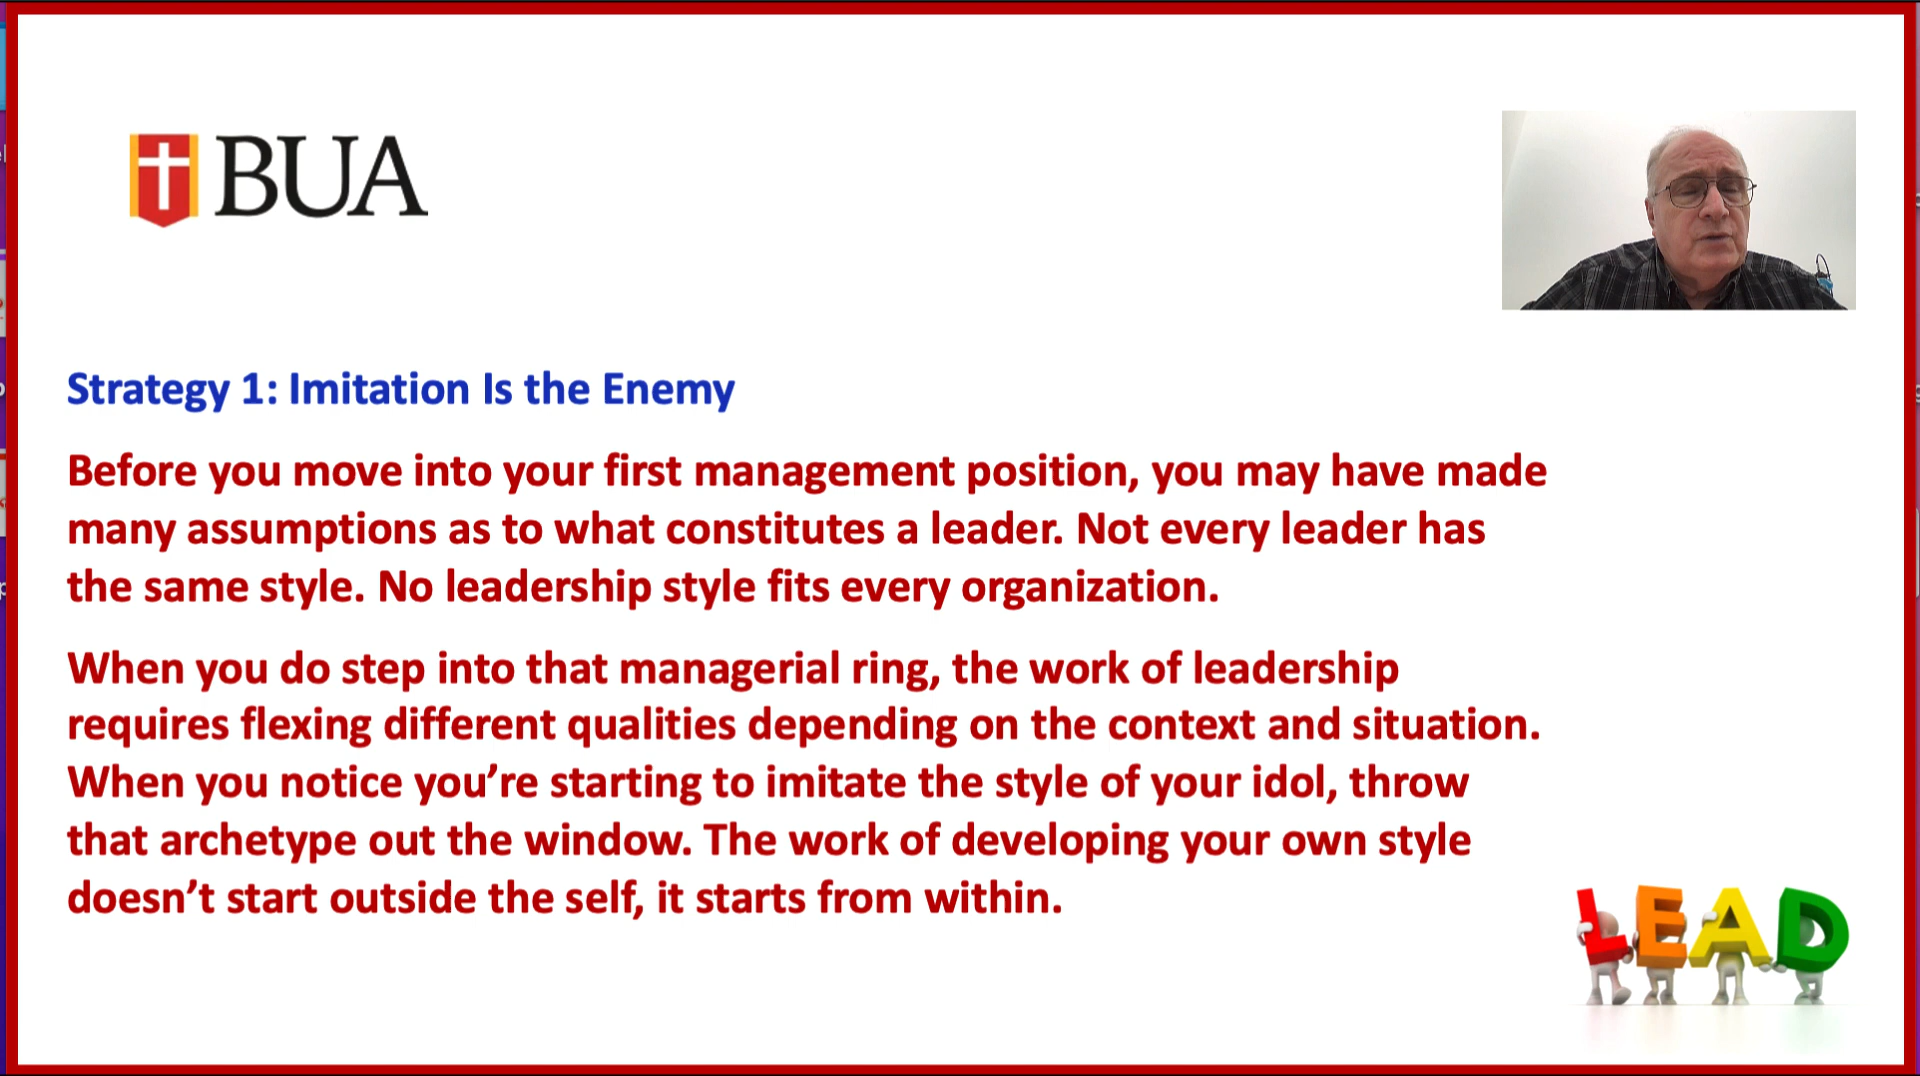 BUA
Strategy 1: Imitation Is the Enemy
Before you move into your first management position, you may have made
many assumptions as to what constitutes a leader. Not every leader has
the same style. No leadership style fits every organization.
When you do step into that managerial ring, the work of leadership
requires flexing different qualities depending on the context and situation.
When you notice you’re starting to imitate the style of your idol, throw
that archetype out the window. The work of developing your own style
doesn’t start outside the self, it starts from within.
LEAD